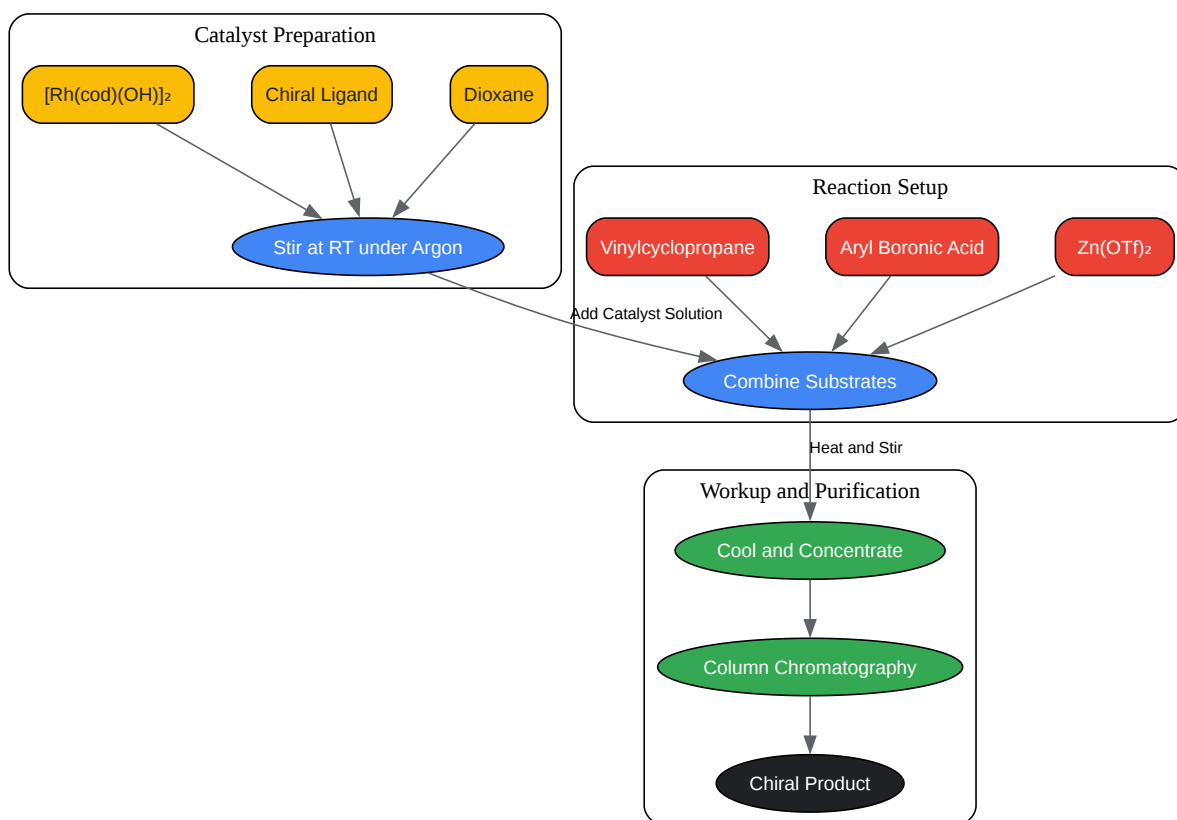 Catalyst Preparation
[Rh(cod)(OH)]₂
Chiral Ligand
Dioxane
Stir at RT under Argon
Reaction Setup
Vinylcyclopropane
Aryl Boronic Acid
Zn(OTf)₂
Add Catalyst Solution
Combine Substrates
Heat and Stir
Workup and Purification
Cool and Concentrate
Column Chromatography
Chiral Product